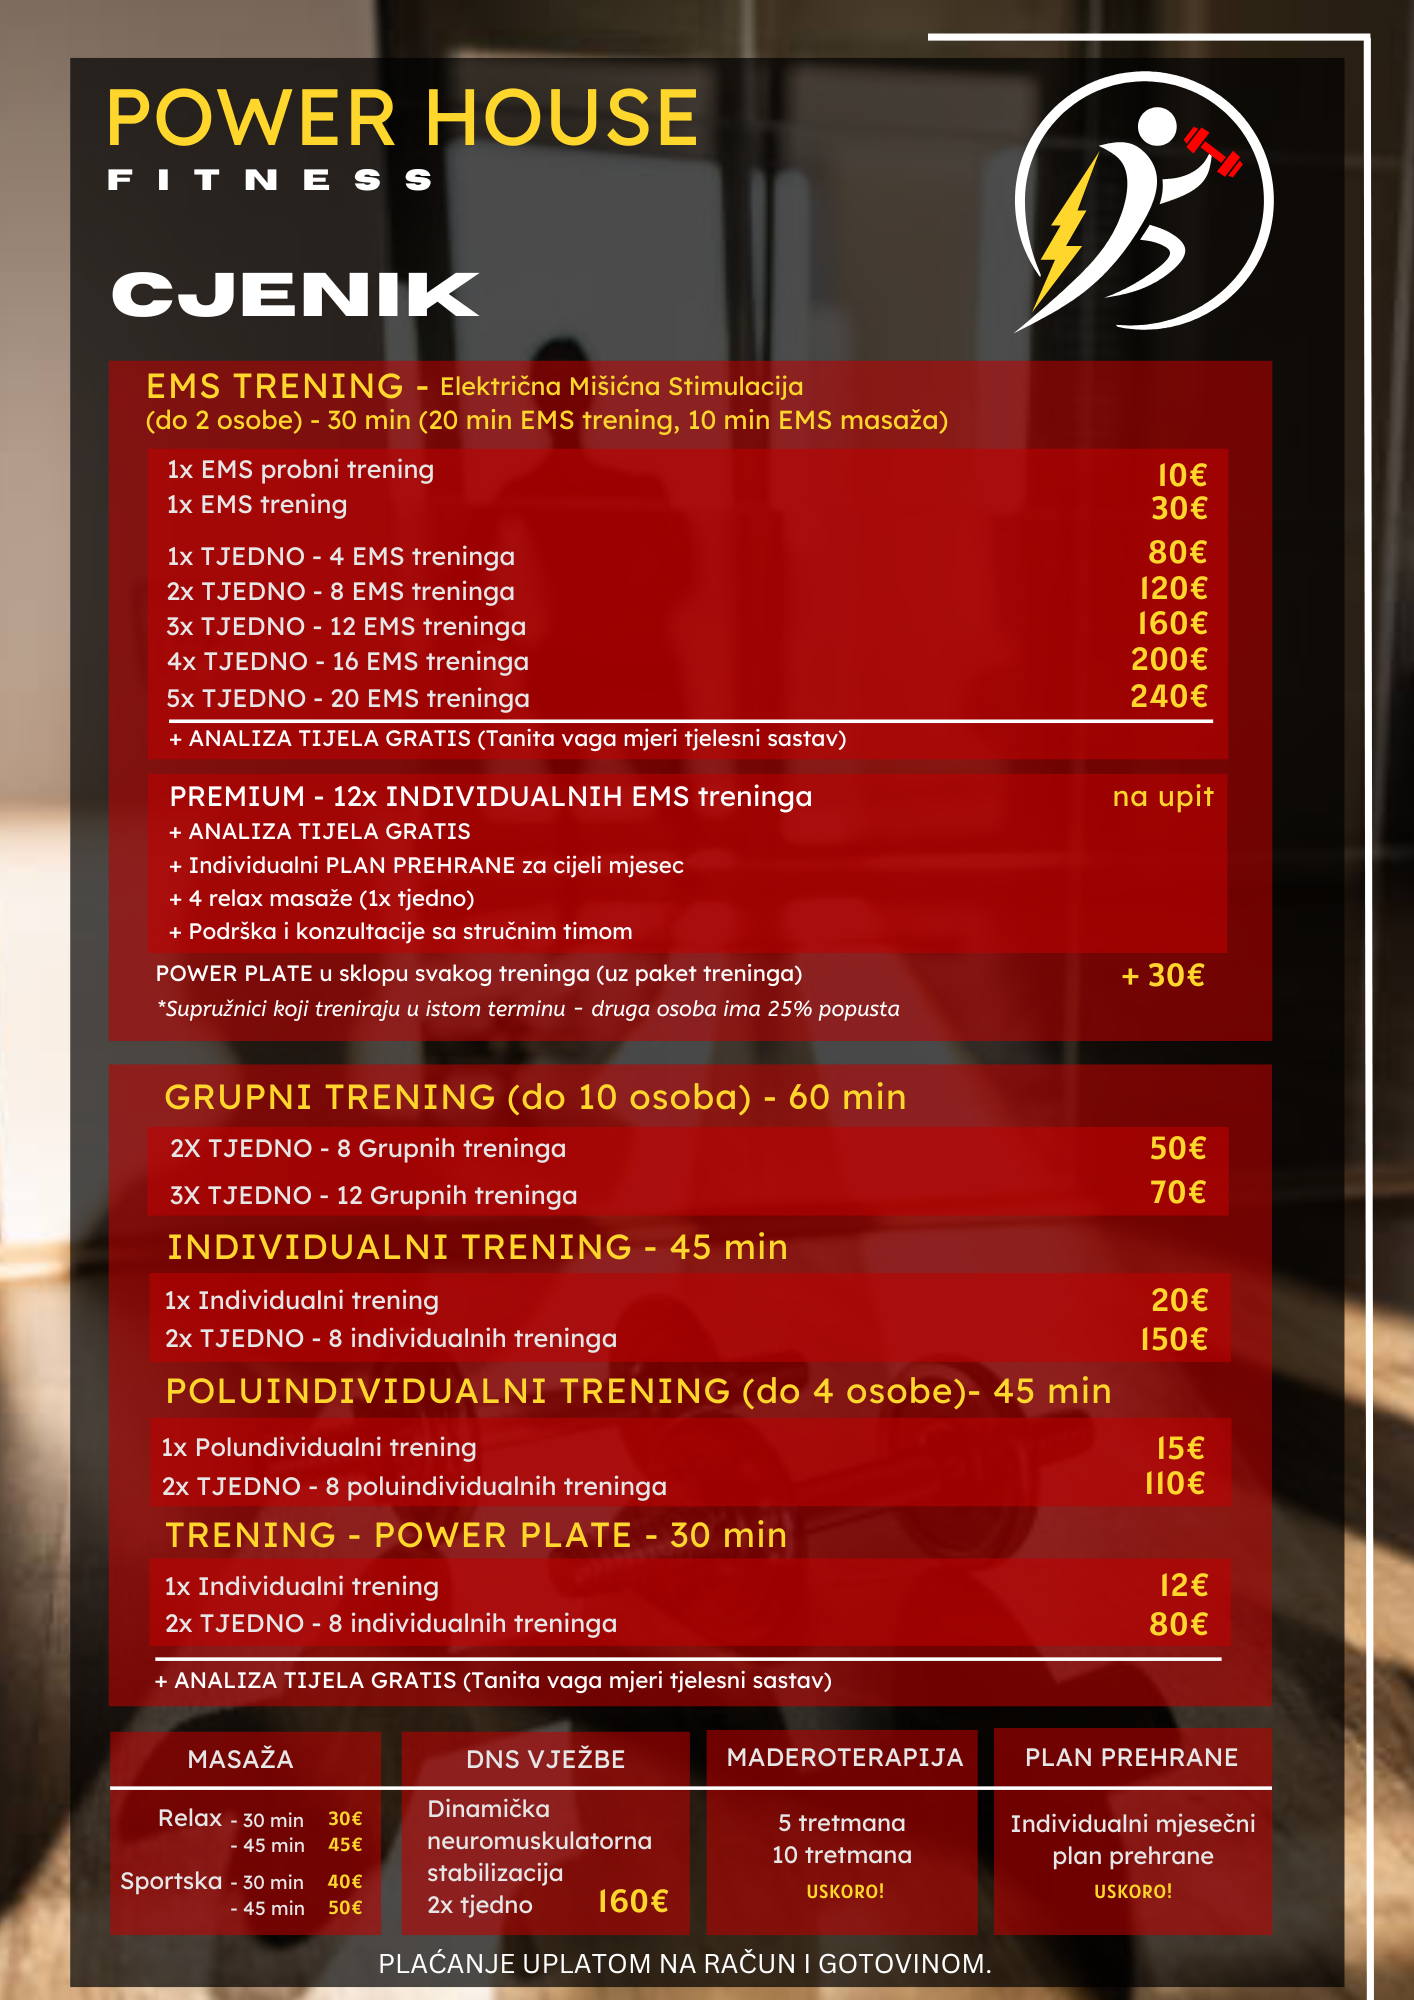 POWER HOUSE
FITNESS
CJENIK
EMS TRENING - Električna Mišićna Stimulacija
(do 2 osobe) - 30 min (20 min EMS trening, 10 min EMS masaža)
1x EMS probni trening 10€
1x EMS trening 30€
1x TJEDNO - 4 EMS treninga 80€
2x TJEDNO - 8 EMS treninga 120€
3x TJEDNO - 12 EMS treninga 160€
4x TJEDNO - 16 EMS treninga 200€
5x TJEDNO - 20 EMS treninga 240€
+ ANALIZA TIJELA GRATIS (Tanita vaga mjeri tjelesni sastav)
PREMIUM - 12x INDIVIDUALNIH EMS treninga na upit
+ ANALIZA TIJELA GRATIS
+ Individualni PLAN PREHRANE za cijeli mjesec
+ 4 relax masaže (1x tjedno)
+ Podrška i konzultacije sa stručnim timom
POWER PLATE u sklopu svakog treninga (uz paket treninga) + 30€
*Supružnici koji treniraju u istom terminu - druga osoba ima 25% popusta
GRUPNI TRENING (do 10 osoba) - 60 min
2X TJEDNO - 8 Grupnih treninga 50€
3X TJEDNO - 12 Grupnih treninga 70€
INDIVIDUALNI TRENING - 45 min
1x Individualni trening 20€
2x TJEDNO - 8 individualnih treninga 150€
POLUINDIVIDUALNI TRENING (do 4 osobe)- 45 min
1x Polundividualni trening 15€
2x TJEDNO - 8 poluindividualnih treninga 110€
TRENING - POWER PLATE - 30 min
1x Individualni trening 12€
2x TJEDNO - 8 individualnih treninga 80€
+ ANALIZA TIJELA GRATIS (Tanita vaga mjeri tjelesni sastav)
MASAŽA
Relax - 30 min 30€
- 45 min 45€
Sportska - 30 min 40€
- 45 min 50€
DNS VJEŽBE
Dinamička
neuromuskulatorna
stabilizacija
2x tjedno 160€
MADEROTERAPIJA
5 tretmana
10 tretmana
USKORO!
PLAN PREHRANE
Individualni mjesečni
plan prehrane
USKORO!
PLAĆANJE UPLATOM NA RAČUN I GOTOVINOM.